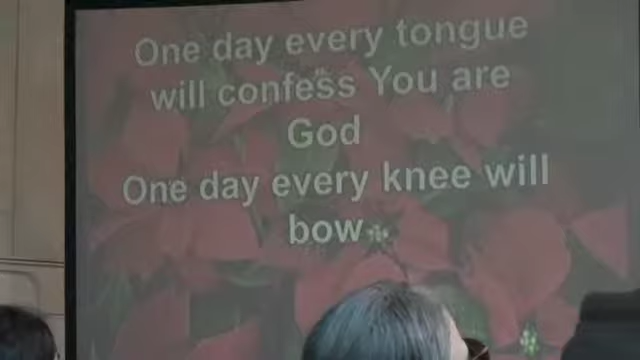 One day every tongue
will confess You are
God
One day every knee will
bow